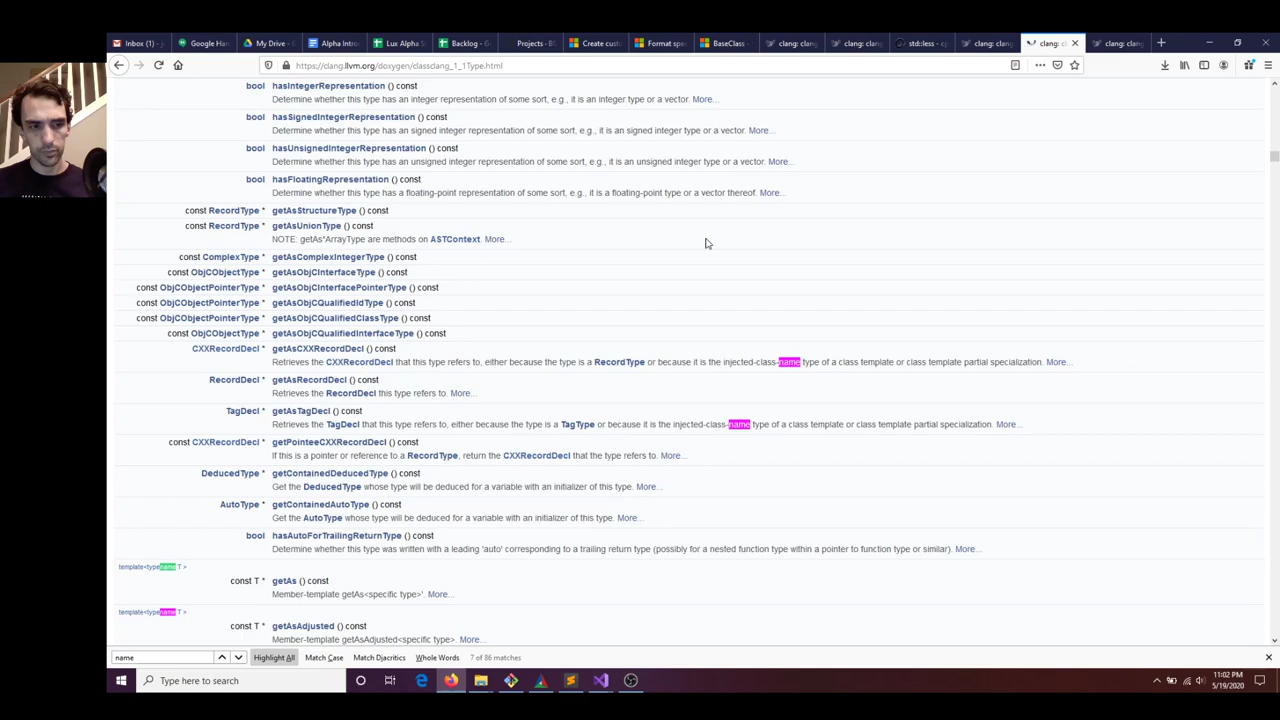 Inbox (1) - j
Google Han
My Drive - G
Alpha Intro
Lux Alpha S
Backlog - G
Projects - B
Create custo
Format spec
BaseClass -
clang: clang
clang: clang
std::less - c
clang: clang
clang: clang
clang: clang
https://clang.llvm.org/doxygen/classclang_1_1Type.html
bool hasIntegerRepresentation () const
Determine whether this type has an integer representation of some sort, e.g., it is an integer type or a vector. More...
bool hasSignedIntegerRepresentation () const
Determine whether this type has an signed integer representation of some sort, e.g., it is an signed integer type or a vector. More...
bool hasUnsignedIntegerRepresentation () const
Determine whether this type has an unsigned integer representation of some sort, e.g., it is an unsigned integer type or a vector. More...
bool hasFloatingRepresentation () const
Determine whether this type has a floating-point representation of some sort, e.g., it is a floating-point type or a vector thereof. More...
const RecordType * getAsStructureType () const
const RecordType * getAsUnionType () const
NOTE: getAs*ArrayType are methods on ASTContext. More...
const ComplexType * getAsComplexIntegerType () const
const ObjCObjectType * getAsObjCInterfaceType () const
const ObjCObjectPointerType * getAsObjCInterfacePointerType () const
const ObjCObjectPointerType * getAsObjCQualifiedIdType () const
const ObjCObjectPointerType * getAsObjCQualifiedClassType () const
const ObjCObjectType * getAsObjCQualifiedInterfaceType () const
CXXRecordDecl * getAsCXXRecordDecl () const
Retrieves the CXXRecordDecl that this type refers to, either because the type is a RecordType or because it is the injected-class-name type of a class template or class template partial specialization. More...
RecordDecl * getAsRecordDecl () const
Retrieves the RecordDecl this type refers to. More...
TagDecl * getAsTagDecl () const
Retrieves the TagDecl that this type refers to, either because the type is a TagType or because it is the injected-class-name type of a class template or class template partial specialization. More...
const CXXRecordDecl * getPointeeCXXRecordDecl () const
If this is a pointer or reference to a RecordType, return the CXXRecordDecl that the type refers to. More...
DeducedType * getContainedDeducedType () const
Get the DeducedType whose type will be deduced for a variable with an initializer of this type. More...
AutoType * getContainedAutoType () const
Get the AutoType whose type will be deduced for a variable with an initializer of this type. More...
bool hasAutoForTrailingReturnType () const
Determine whether this type was written with a leading 'auto' corresponding to a trailing return type (possibly for a nested function type within a pointer to function type or similar). More...
template<typename T >
const T * getAs () const
Member-template getAs<specific type>'. More...
template<typename T >
const T * getAsAdjusted () const
Member-template getAsAdjusted<specific type>. More...
name
Highlight All
Match Case
Match Diacritics
Whole Words
7 of 86 matches
Type here to search
11:02 PM
5/19/2020